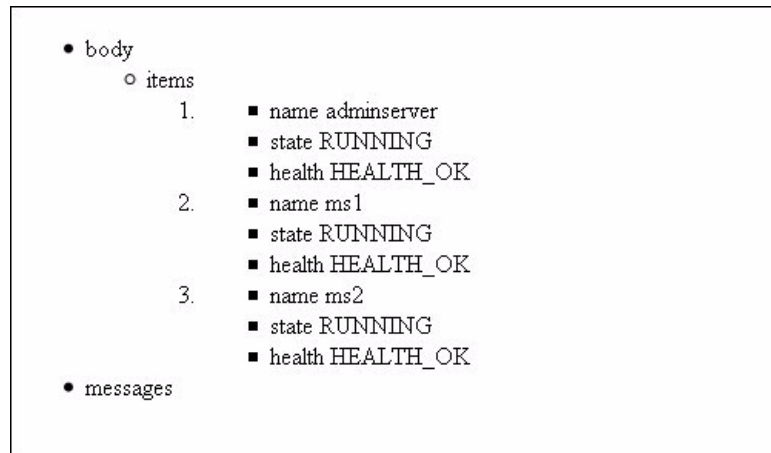 body
items
1. name adminserver
state RUNNING
health HEALTH_OK
2. name ms1
state RUNNING
health HEALTH_OK
3. name ms2
state RUNNING
health HEALTH_OK
messages